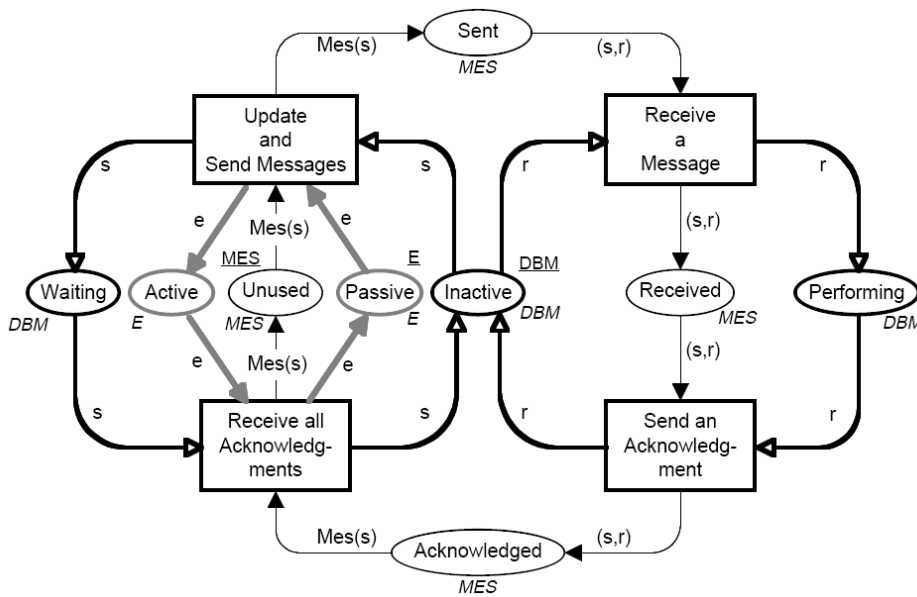 Sent
Mes(s)
(s,r)
MES
Update
and
Send Messages
Receive
a
Message
s
s
r
r
e
Mes(s)
e
(s,r)
MES
E
DBM
Waiting
Active
Unused
Passive
Inactive
Received
Performing
DBM
E
MES
E
DBM
MES
DBM
e
Mes(s)
e
(s,r)
s
s
r
r
Receive all
Acknowledg-
ments
Send an
Acknowledg-
ment
Mes(s)
Acknowledged
(s,r)
MES